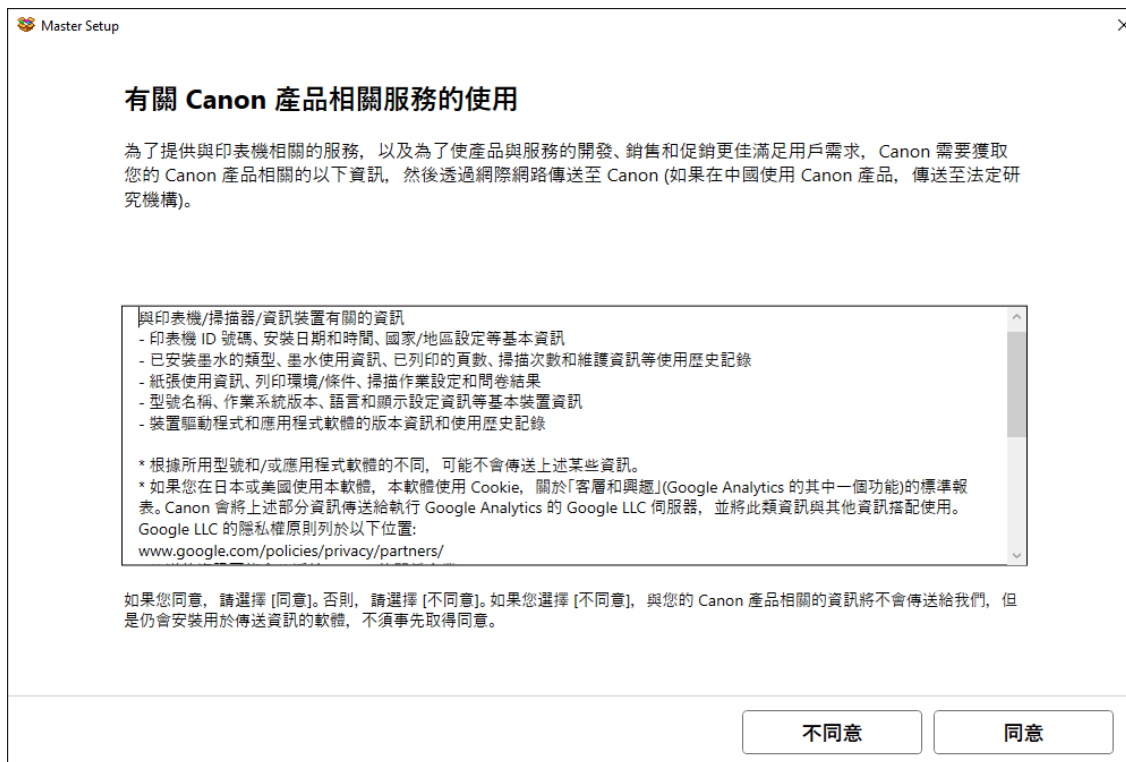 Master Setup
有關 Canon 產品相關服務的使用
為了提供與印表機相關的服務，以及為了使產品與服務的開發、銷售和促銷更佳滿足用戶需求，Canon 需要獲取
您的 Canon 產品相關的以下資訊，然後透過網際網路傳送至 Canon (如果在中國使用 Canon 產品，傳送至法定研
究機構)。
與印表機/掃描器/資訊裝置有關的資訊
- 印表機 ID 號碼、安裝日期和時間、國家/地區設定等基本資訊
- 已安裝墨水的類型、墨水使用資訊、已列印的頁數、掃描次數和維護資訊等使用歷史記錄
- 紙張使用資訊、列印環境/條件、掃描作業設定和問卷結果
- 型號名稱、作業系統版本、語言和顯示設定資訊等基本裝置資訊
- 裝置驅動程式和應用程式軟體的版本資訊和使用歷史記錄
* 根據所用型號和/或應用程式軟體的不同，可能不會傳送上述某些資訊。
* 如果您在日本或美國使用本軟體，本軟體使用 Cookie，關於「客層和興趣」(Google Analytics 的其中一個功能)的標準報
表。Canon 會將上述部分資訊傳送給執行 Google Analytics 的 Google LLC 伺服器，並將此類資訊與其他資訊搭配使用。
Google LLC 的隱私權原則列於以下位置:
www.google.com/policies/privacy/partners/
如果您同意，請選擇 [同意]。否則，請選擇 [不同意]。如果您選擇 [不同意]，與您的 Canon 產品相關的資訊將不會傳送給我們，但
是仍會安裝用於傳送資訊的軟體，不須事先取得同意。
不同意
同意